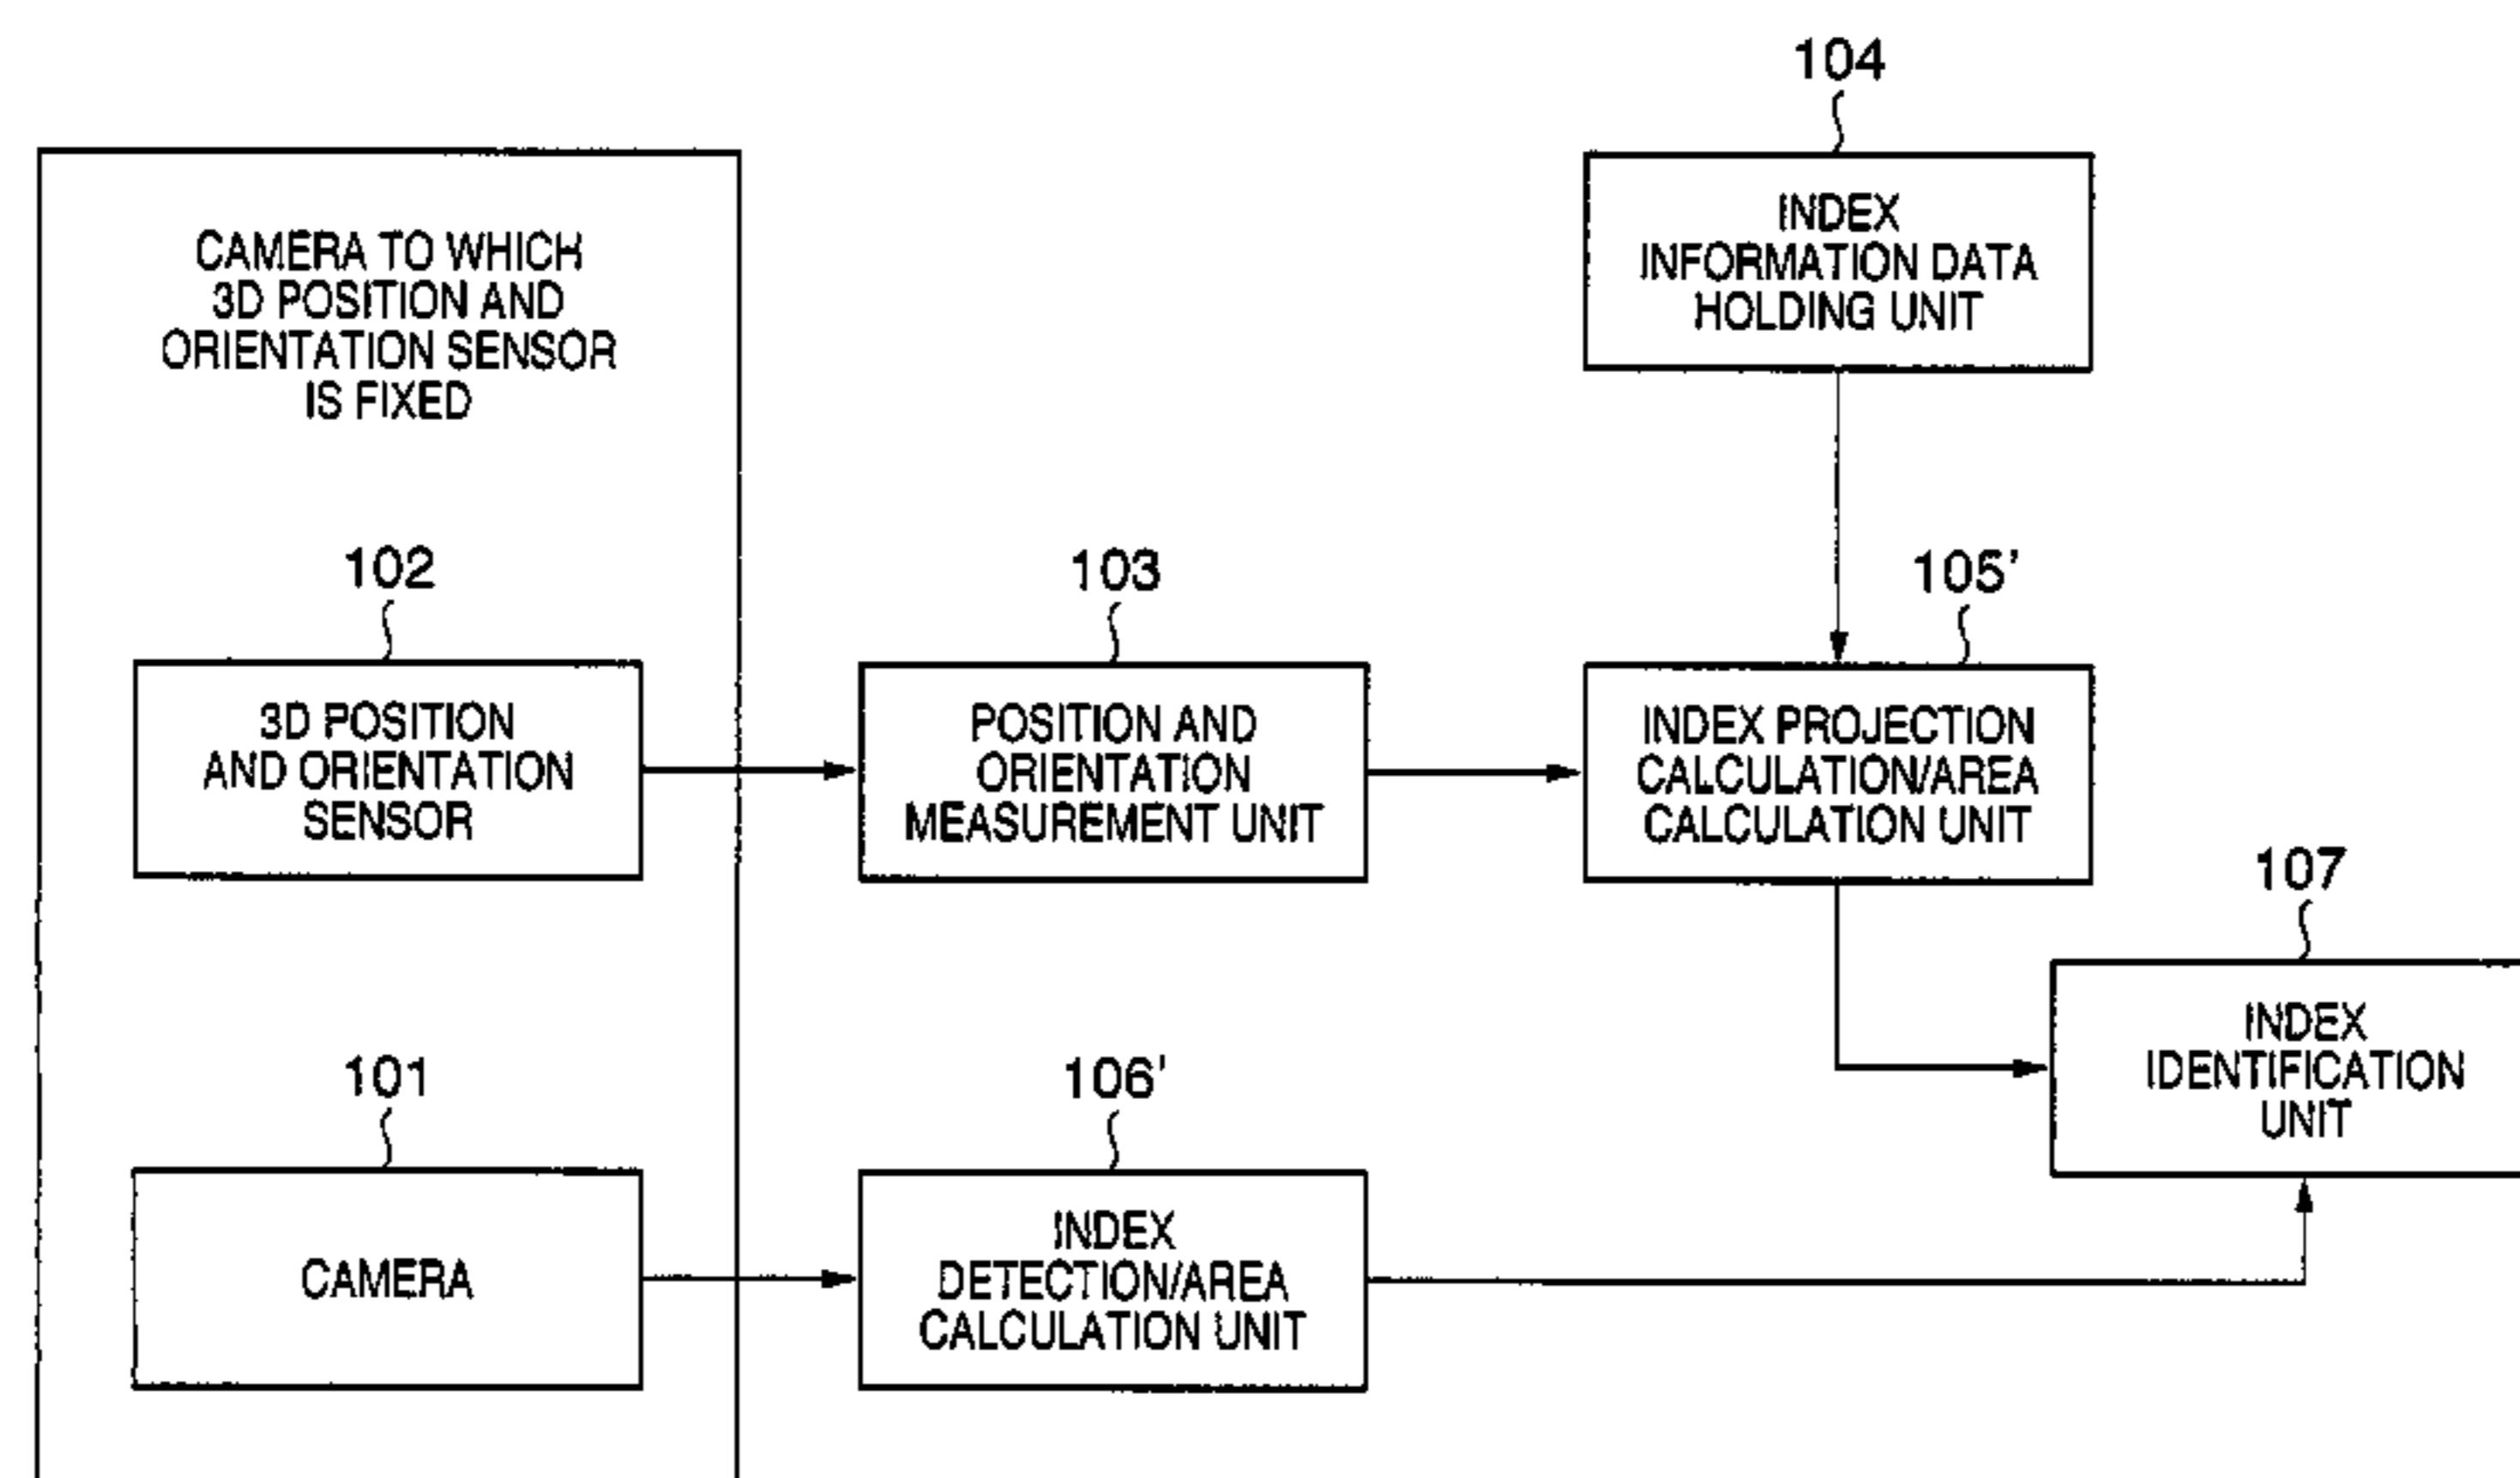 104
INDEX
INFORMATION DATA
HOLDING UNIT
CAMERA TO WHICH
3D POSITION AND
ORIENTATION SENSOR
IS FIXED
102
3D POSITION
AND ORIENTATION
SENSOR
103
POSITION AND
ORIENTATION
MEASUREMENT UNIT
105'
INDEX PROJECTION
CALCULATION/AREA
CALCULATION UNIT
107
INDEX
IDENTIFICATION
UNIT
101
CAMERA
106'
INDEX
DETECTION/AREA
CALCULATION UNIT